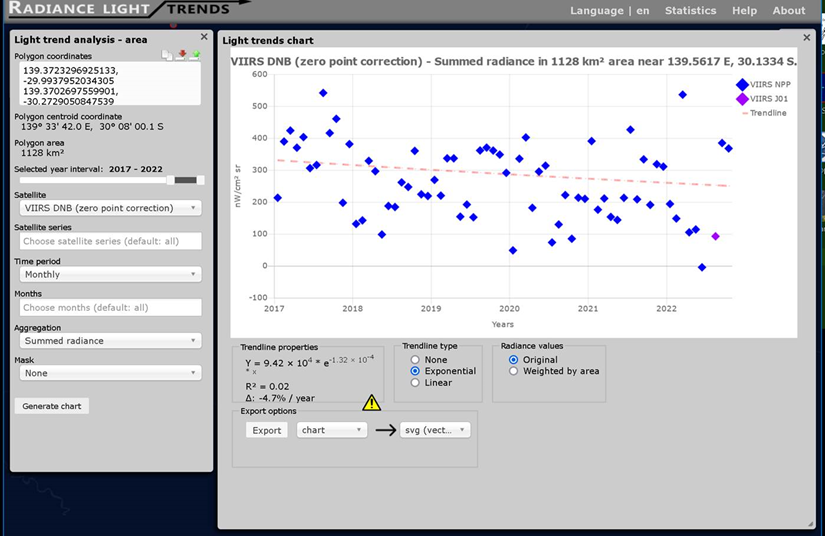 RADIANCE LIGHT TRENDS
Language | en Statistics Help About
Light trend analysis - area
Polygon coordinates
139.3723296925133,
-29.9937952034305
139.3702697559901,
-30.2729050847539
Polygon centroid coordinate
139° 33' 42.0 E, 30° 08' 00.1 S
Polygon area
1128 km²
Selected year interval: 2017 - 2022
Satellite
VIIRS DNB (zero point correction)
Satellite series
Choose satellite series (default: all)
Time period
Monthly
Months
Choose months (default: all)
Aggregation
Summed radiance
Mask
None
Generate chart
Light trends chart
VIIRS DNB (zero point correction) - Summed radiance in 1128 km² area near 139.5617 E, 30.1334 S.
VIIRS NPP
VIIRS J01
Trendline
nW/cm² sr
600
500
400
300
200
100
0
-100
2017 2018 2019 2020 2021 2022
Years
Trendline properties
Y = 9.42 × 10⁴ * e^-1.32 × 10⁻⁴
* x
R² = 0.02
Δ: -4.7% / year
Trendline type
None
Exponential
Linear
Radiance values
Original
Weighted by area
Export options
Export chart svg (vect...